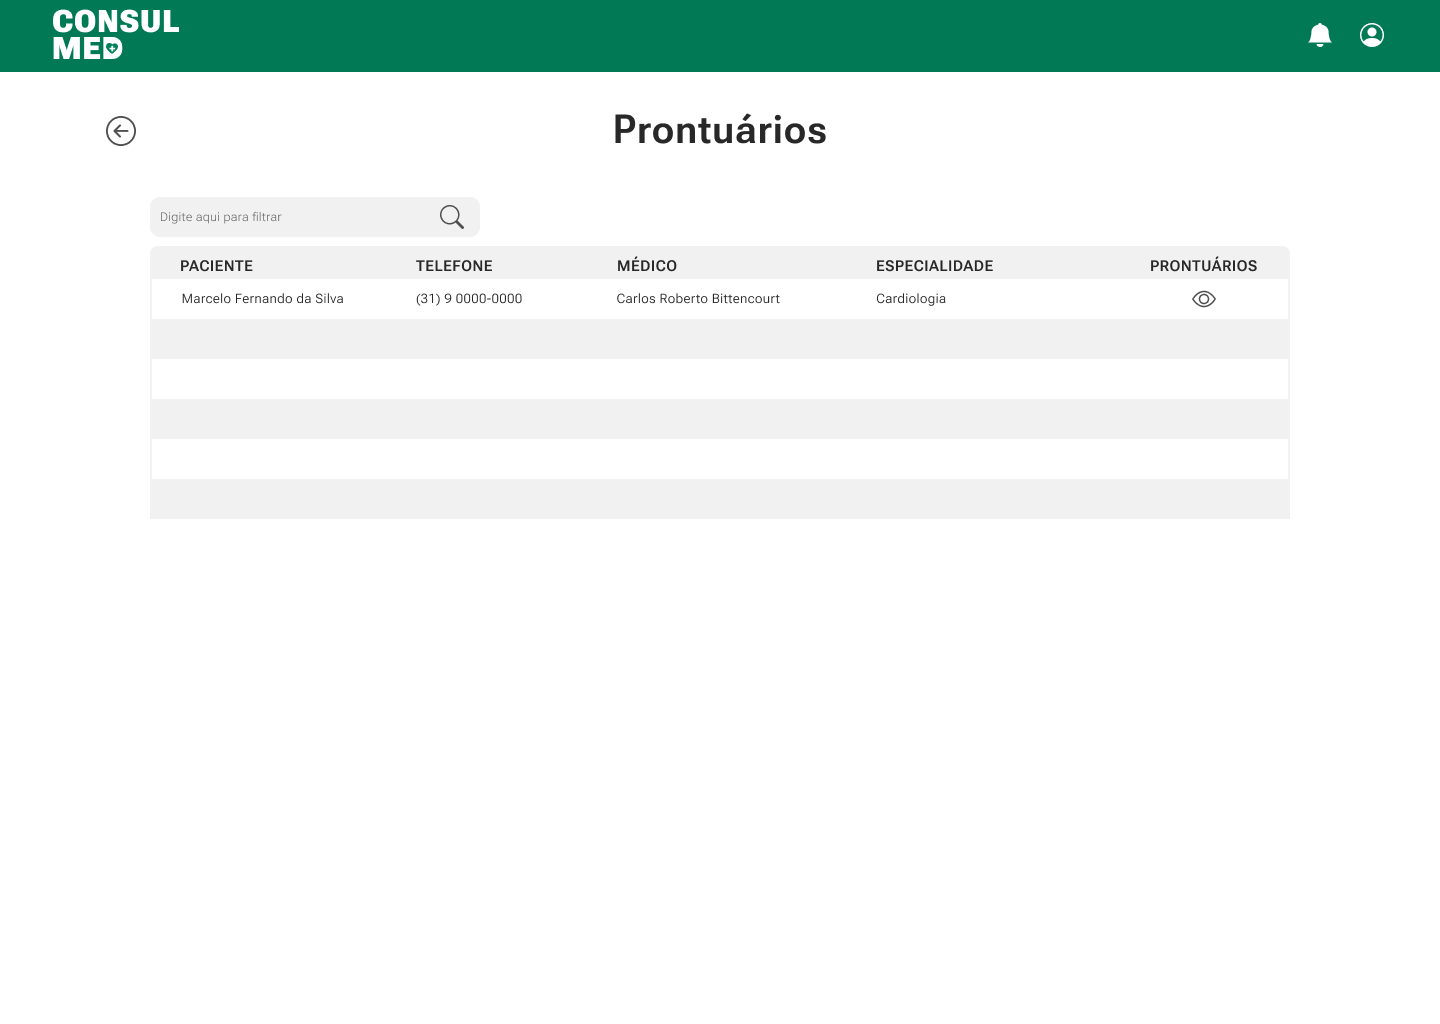 CONSUL
MED
Prontuários
Digite aqui para filtrar
PACIENTE TELEFONE MÉDICO ESPECIALIDADE PRONTUÁRIOS
Marcelo Fernando da Silva (31) 9 0000-0000 Carlos Roberto Bittencourt Cardiologia